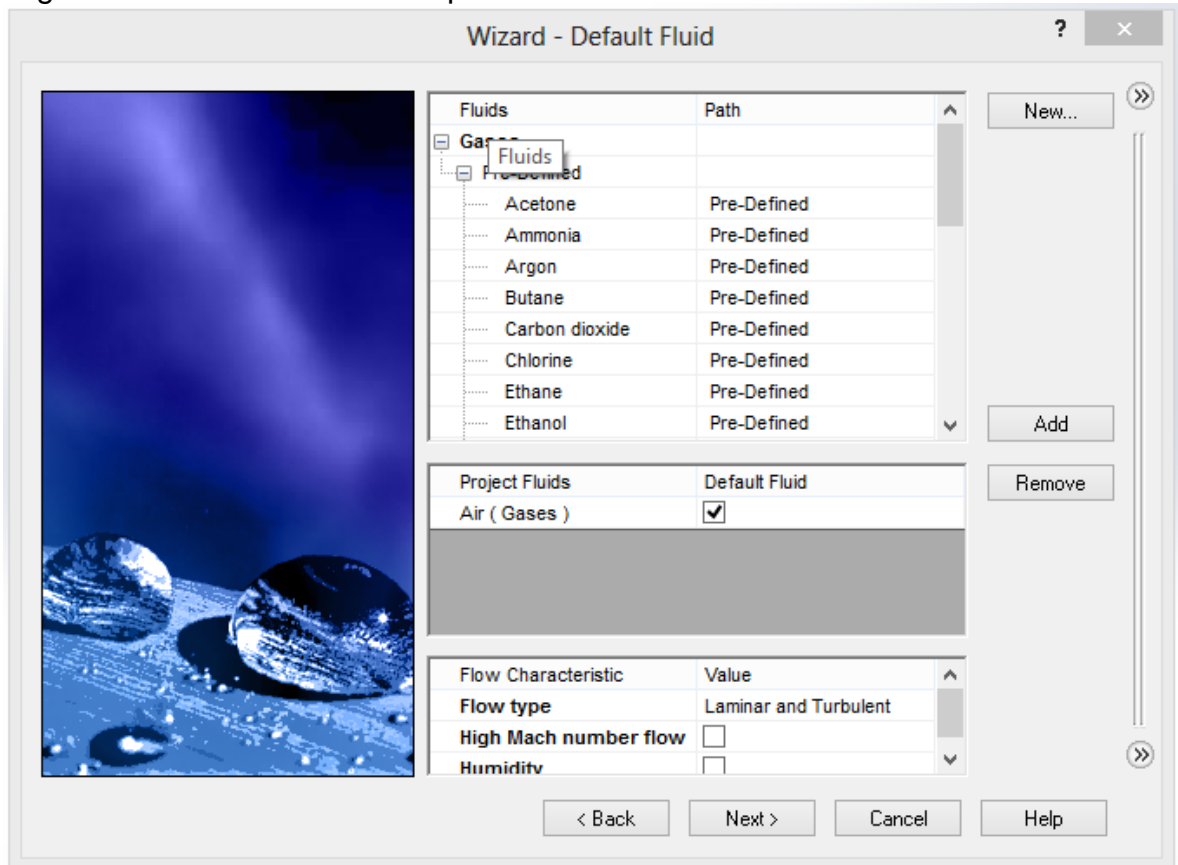 Wizard - Default Fluid ? ×
Fluids Path
New...
Fluids
Acetone Pre-Defined
Ammonia Pre-Defined
Argon Pre-Defined
Butane Pre-Defined
Carbon dioxide Pre-Defined
Chlorine Pre-Defined
Ethane Pre-Defined
Ethanol Pre-Defined
Add
Project Fluids Default Fluid
Remove
Air ( Gases )
Flow Characteristic Value
Flow type Laminar and Turbulent
High Mach number flow
Humidity
< Back Next > Cancel Help